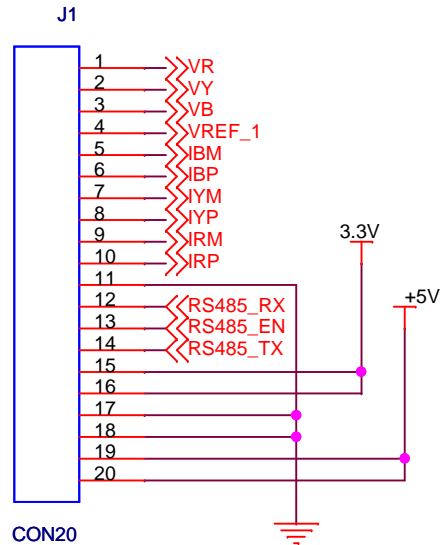 J1
1 VR
2 VY
3 VB
4 VREF_1
5 IBM
6 IBP
7 IYM
8 IYP
9 IRM
3.3V
10 IRP
11
+5V
12 RS485_RX
13 RS485_EN
14 RS485_TX
15
16
17
18
19
20
CON20